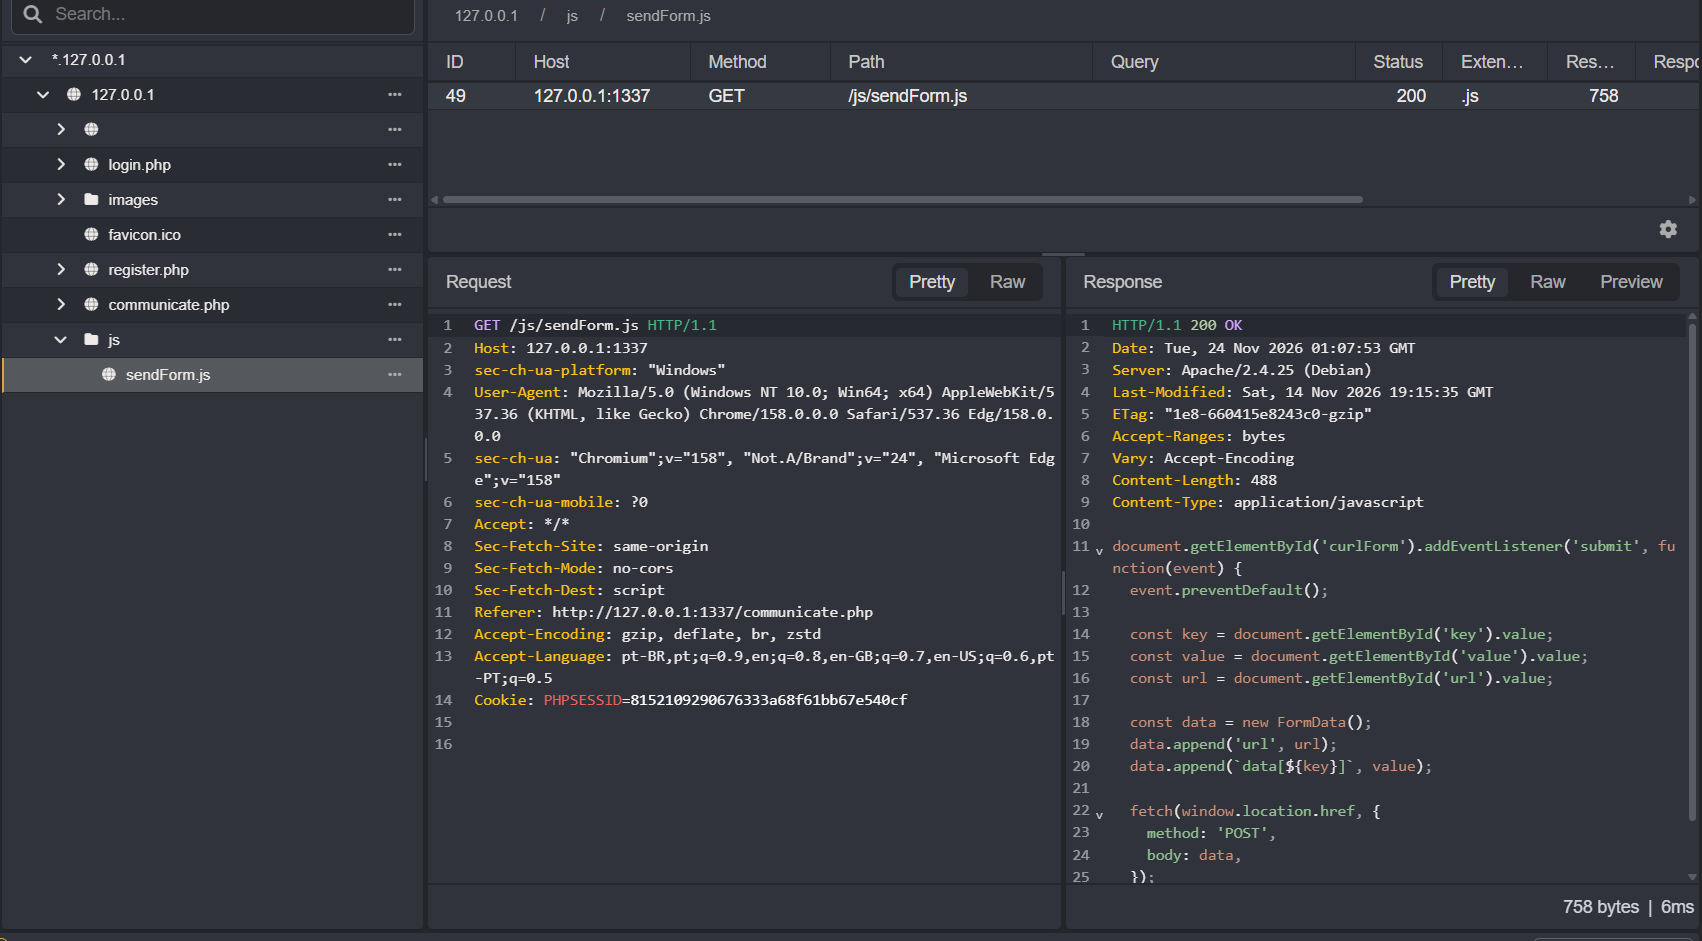 Search...
*.127.0.0.1
127.0.0.1
login.php
images
favicon.ico
register.php
communicate.php
js
sendForm.js
127.0.0.1 / js / sendForm.js
ID Host Method Path Query Status Exten… Res… Respo
49 127.0.0.1:1337 GET /js/sendForm.js 200 .js 758
Request Pretty Raw
1 GET /js/sendForm.js HTTP/1.1
2 Host: 127.0.0.1:1337
3 sec-ch-ua-platform: "Windows"
4 User-Agent: Mozilla/5.0 (Windows NT 10.0; Win64; x64) AppleWebKit/5
37.36 (KHTML, like Gecko) Chrome/158.0.0.0 Safari/537.36 Edg/158.0.
0.0
5 sec-ch-ua: "Chromium";v="158", "Not.A/Brand";v="24", "Microsoft Edg
e";v="158"
6 sec-ch-ua-mobile: ?0
7 Accept: */*
8 Sec-Fetch-Site: same-origin
9 Sec-Fetch-Mode: no-cors
10 Sec-Fetch-Dest: script
11 Referer: http://127.0.0.1:1337/communicate.php
12 Accept-Encoding: gzip, deflate, br, zstd
13 Accept-Language: pt-BR,pt;q=0.9,en;q=0.8,en-GB;q=0.7,en-US;q=0.6,pt
-PT;q=0.5
14 Cookie: PHPSESSID=8152109290676333a68f61bb67e540cf
15
16
Response Pretty Raw Preview
1 HTTP/1.1 200 OK
2 Date: Tue, 24 Nov 2026 01:07:53 GMT
3 Server: Apache/2.4.25 (Debian)
4 Last-Modified: Sat, 14 Nov 2026 19:15:35 GMT
5 ETag: "1e8-660415e8243c0-gzip"
6 Accept-Ranges: bytes
7 Vary: Accept-Encoding
8 Content-Length: 488
9 Content-Type: application/javascript
10
11 document.getElementById('curlForm').addEventListener('submit', fu
nction(event) {
12 event.preventDefault();
13
14 const key = document.getElementById('key').value;
15 const value = document.getElementById('value').value;
16 const url = document.getElementById('url').value;
17
18 const data = new FormData();
19 data.append('url', url);
20 data.append(`data[${key}]`, value);
21
22 fetch(window.location.href, {
23 method: 'POST',
24 body: data,
25 });
758 bytes | 6ms